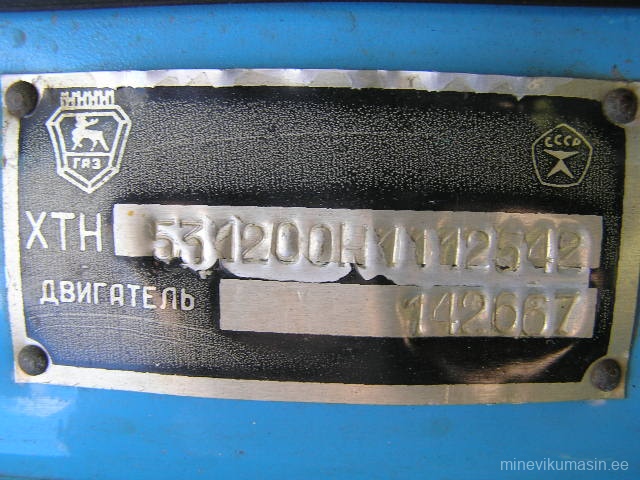 ГАЗ
СССР
ХТН 531200Н1112542
ДВИГАТЕЛЬ 142667
minevikumasin.ee